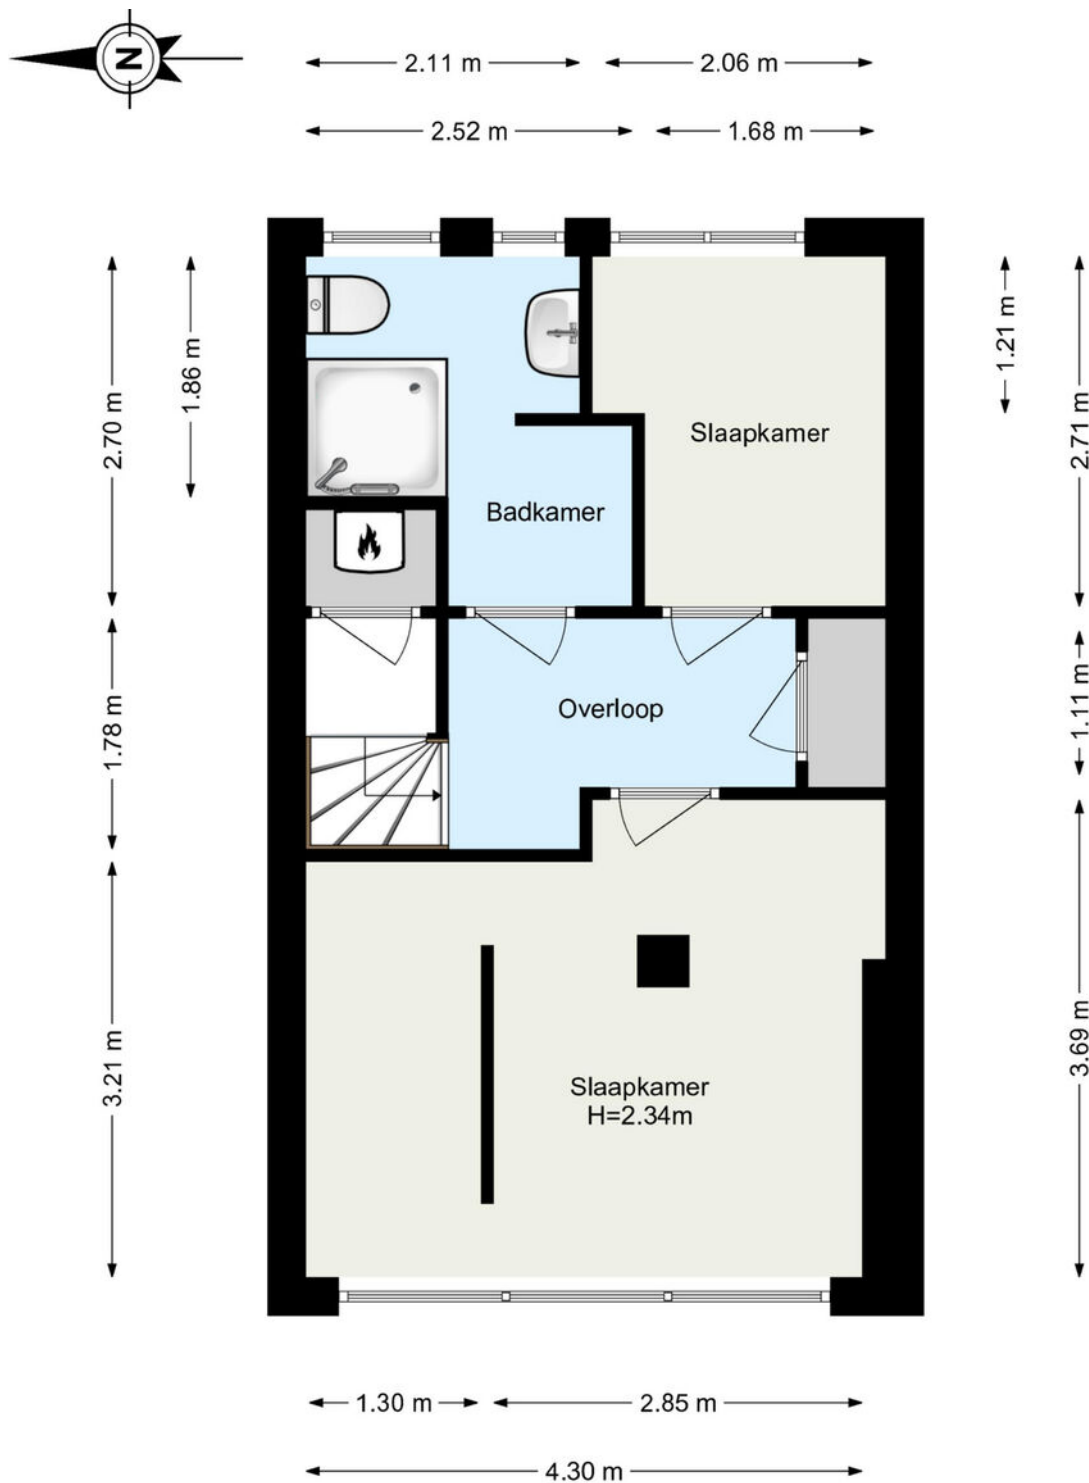 N
2.11 m
2.06 m
2.52 m
1.68 m
2.70 m
1.86 m
1.21 m
2.71 m
Slaapkamer
Badkamer
1.78 m
Overloop
1.11 m
3.21 m
3.69 m
Slaapkamer
H=2.34m
1.30 m
2.85 m
4.30 m